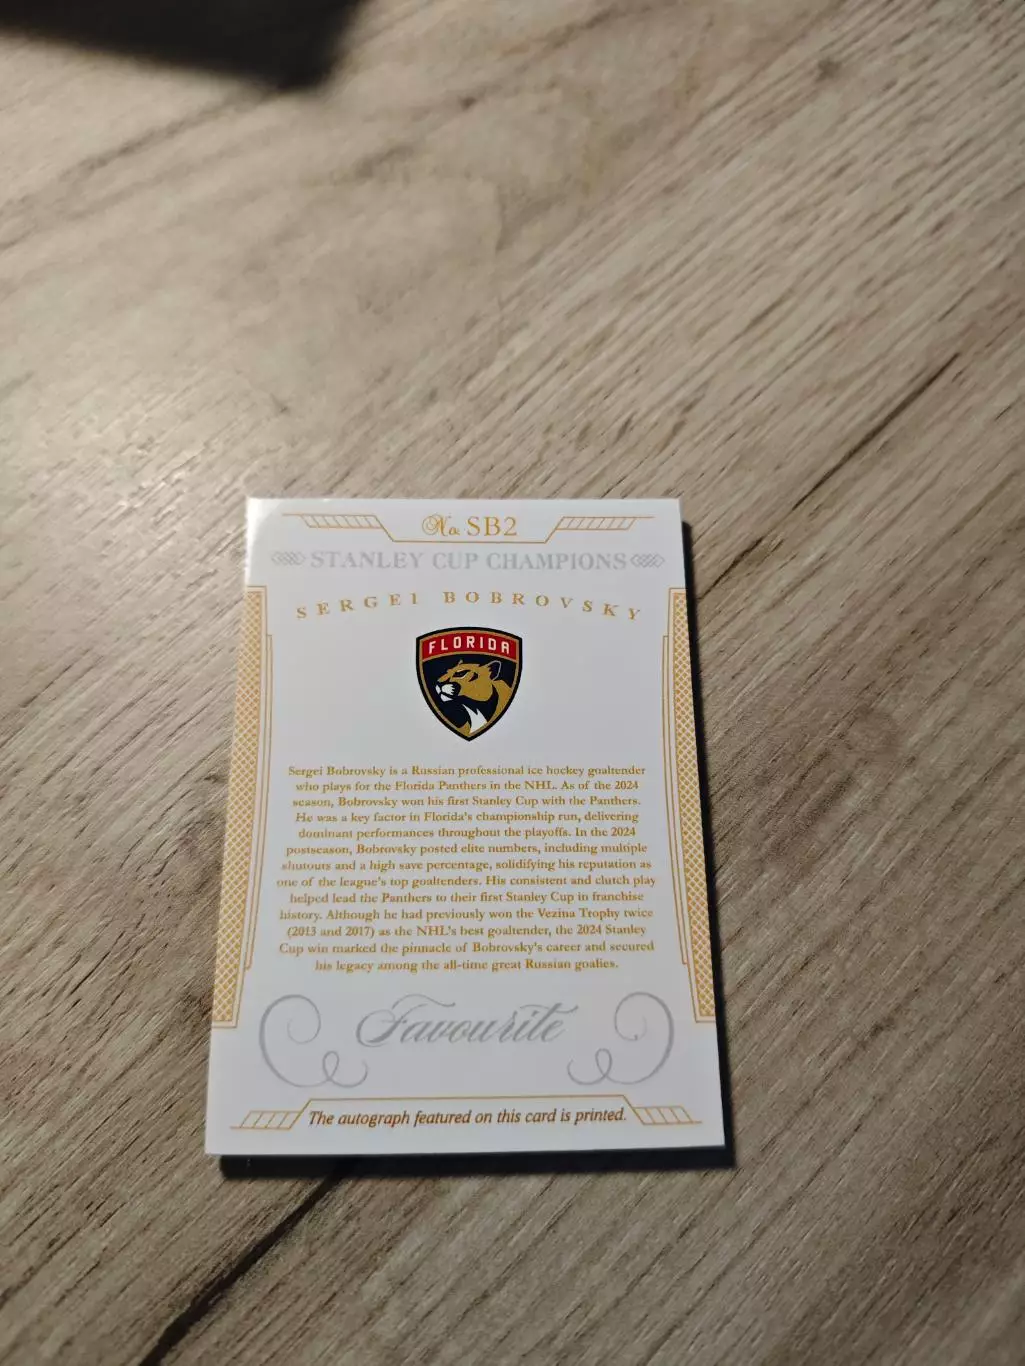 No. SB2
STANLEY CUP CHAMPIONS
SERGEI BOBROVSKY
FLORIDA
Sergei Bobrovsky is a Russian professional ice hockey goaltender
who plays for the Florida Panthers in the NHL. As of the 2024
season, Bobrovsky won his first Stanley Cup with the Panthers.
He was a key factor in Florida's championship run, delivering
dominant performances throughout the playoffs. In the 2024
postseason, Bobrovsky posted elite numbers, including multiple
shutouts and a high save percentage, solidifying his reputation as
one of the league's top goaltenders. His consistent and clutch play
helped lead the Panthers to their first Stanley Cup in franchise
history. Although he had previously won the Vezina Trophy twice
(2013 and 2017) as the NHL's best goaltender, the 2024 Stanley
Cup win marked the pinnacle of Bobrovsky's career and secured
his legacy among the all-time great Russian goalies.
Favourite
The autograph featured on this card is printed.